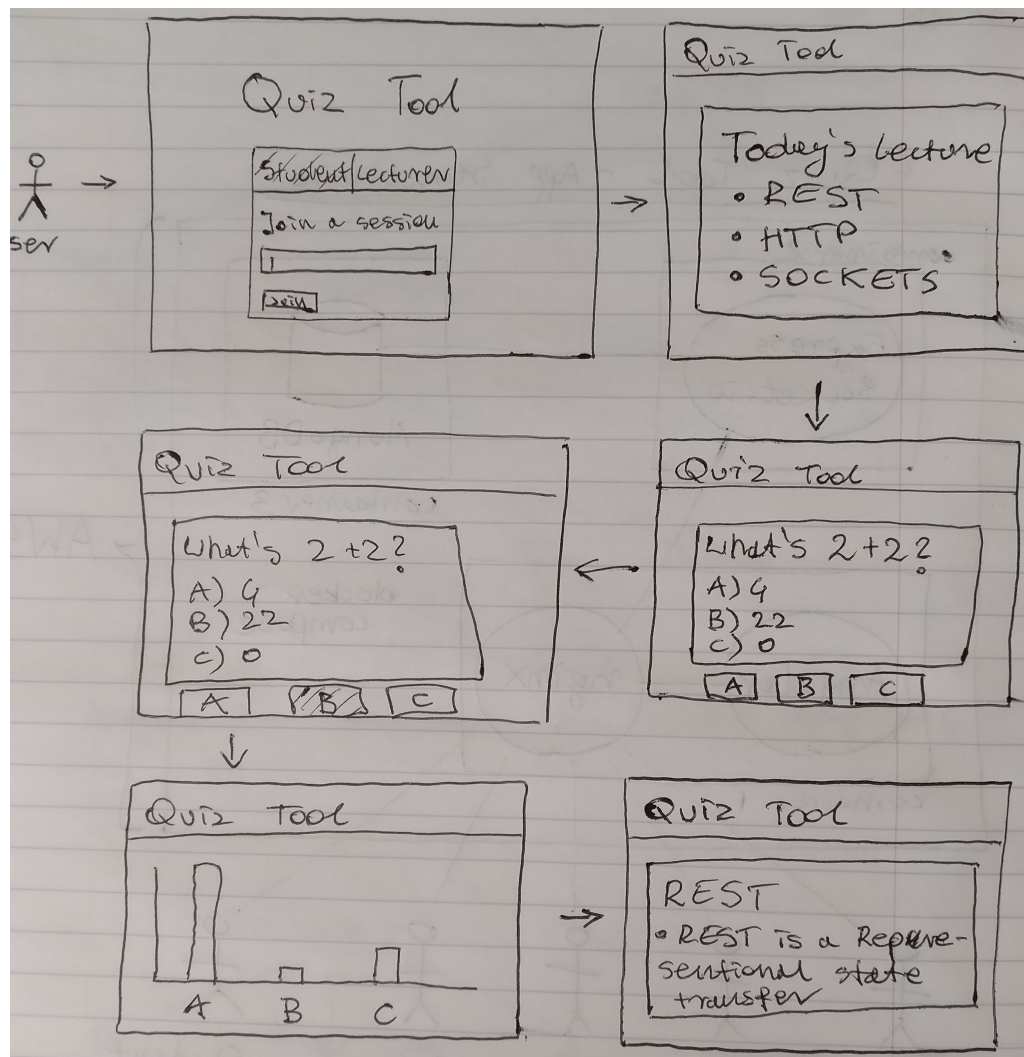 Quiz Tool
Student|Lecturer
Join a session
Join
ser
Quiz Tool
Today's Lecture
• REST
• HTTP
• SOCKETS
Quiz Tool
What's 2+2?
A) 4
B) 22
C) 0
A B C
Quiz Tool
What's 2+2?
A) 4
B) 22
C) 0
A B C
Quiz Tool
A B C
Quiz Tool
REST
• REST is a Repre-
sentional state
transfer